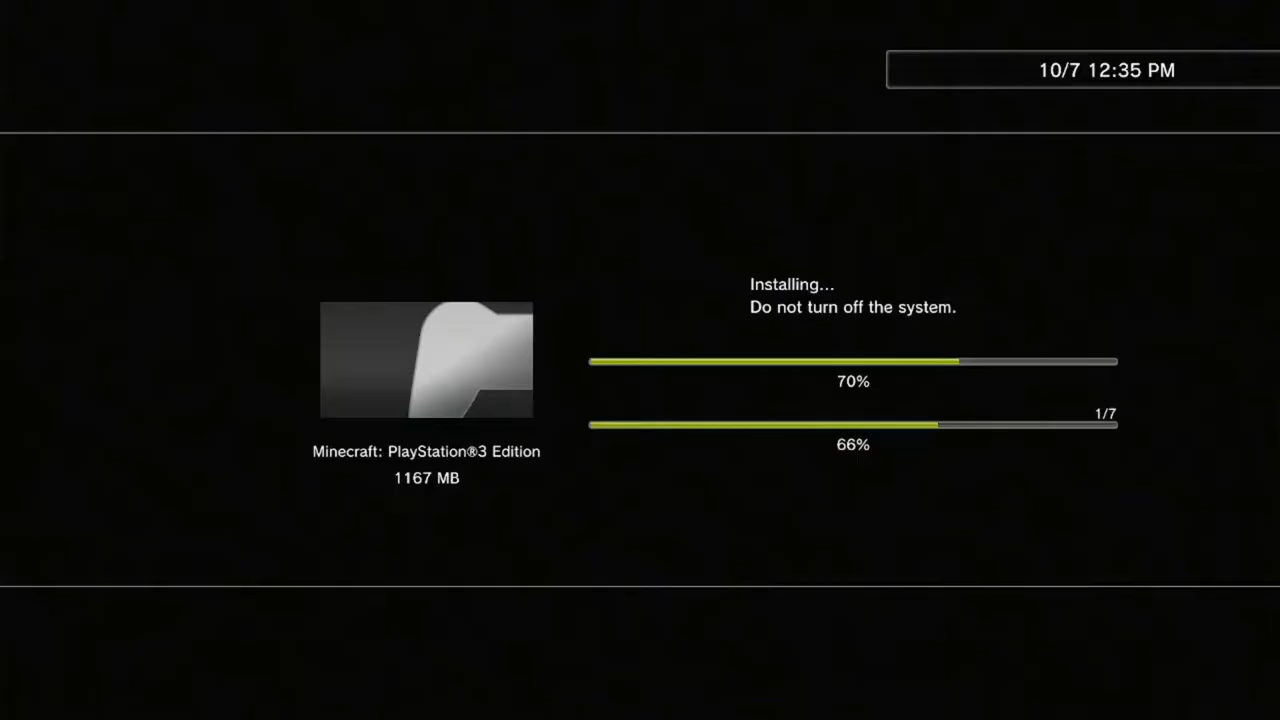 10/7 12:35 PM
Installing...
Do not turn off the system.
70%
1/7
66%
Minecraft: PlayStation®3 Edition
1167 MB